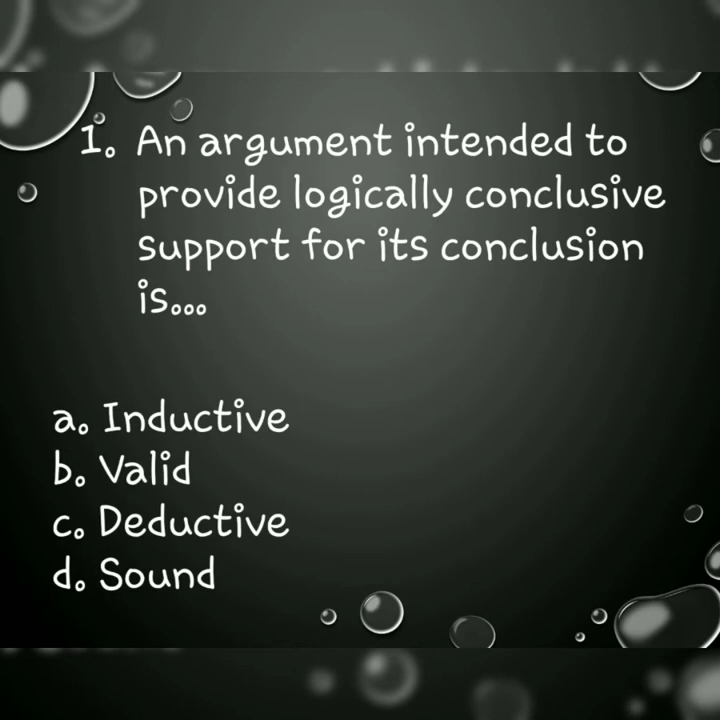 1. An argument intended to
provide logically conclusive
support for its conclusion
is...
a. Inductive
b. Valid
c. Deductive
d. Sound